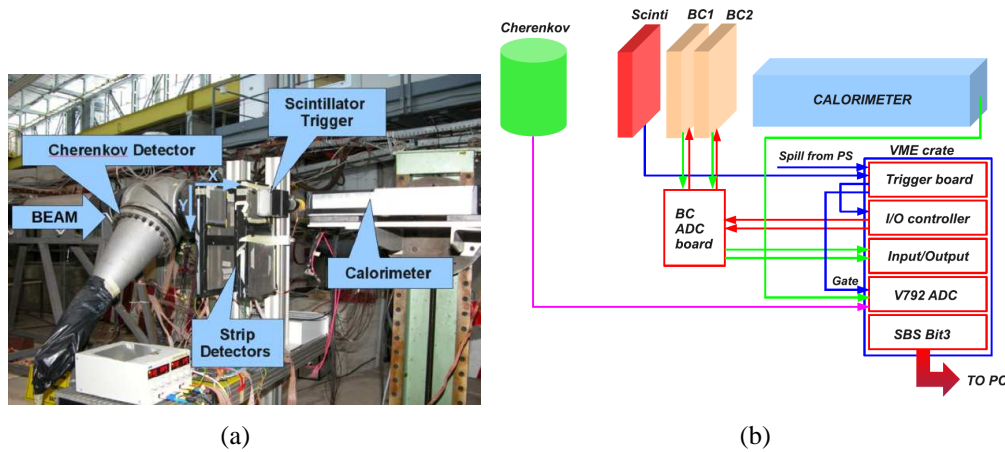 Scintillator
Trigger
Cherenkov Detector
X
BEAM
Y
Calorimeter
Strip
Detectors
(a)
Cherenkov
Scinti
BC1
BC2
CALORIMETER
Spill from PS
VME crate
Trigger board
BC
ADC
board
I/O controller
Input/Output
Gate
V792 ADC
SBS Bit3
TO PC
(b)